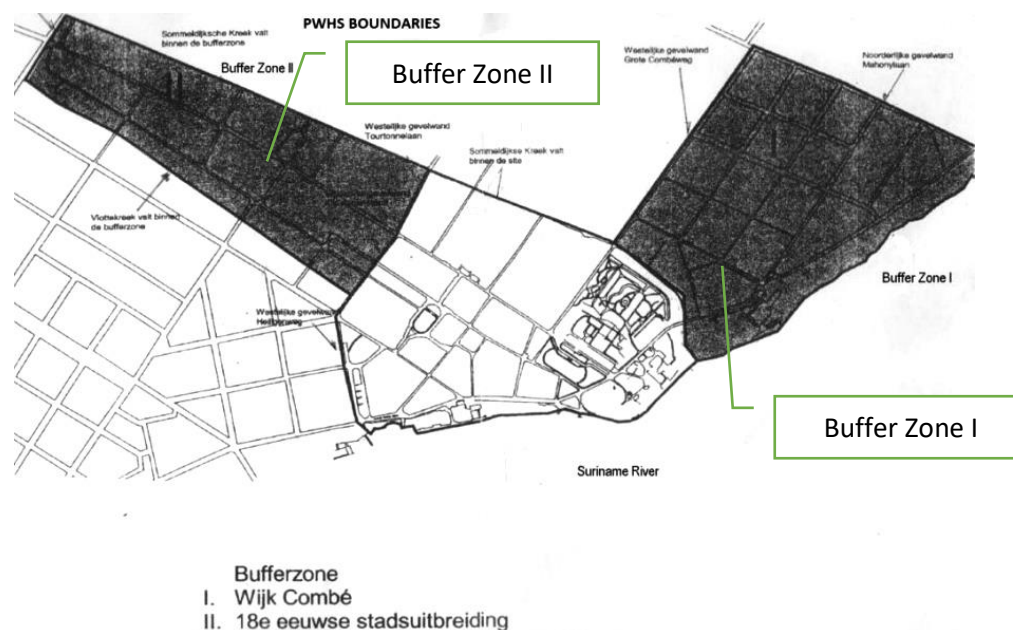 PWHS BOUNDARIES
Sommeldijksche Kreek valt
binnen de bufferzone
Buffer Zone II
Buffer Zone II
II
Westelijke gevelwand
Tourtonnelaan
Sommeldijkse Kreek valt
binnen de site
Westelijke gevelwand
Grote Combéweg
Noorderlijke gevelwand
Mahonylaan
I
Vlottekreek valt binnen
de bufferzone
Westelijke gevelwand
Heiligenweg
Buffer Zone I
Buffer Zone I
Suriname River
Bufferzone
I. Wijk Combé
II. 18e eeuwse stadsuitbreiding